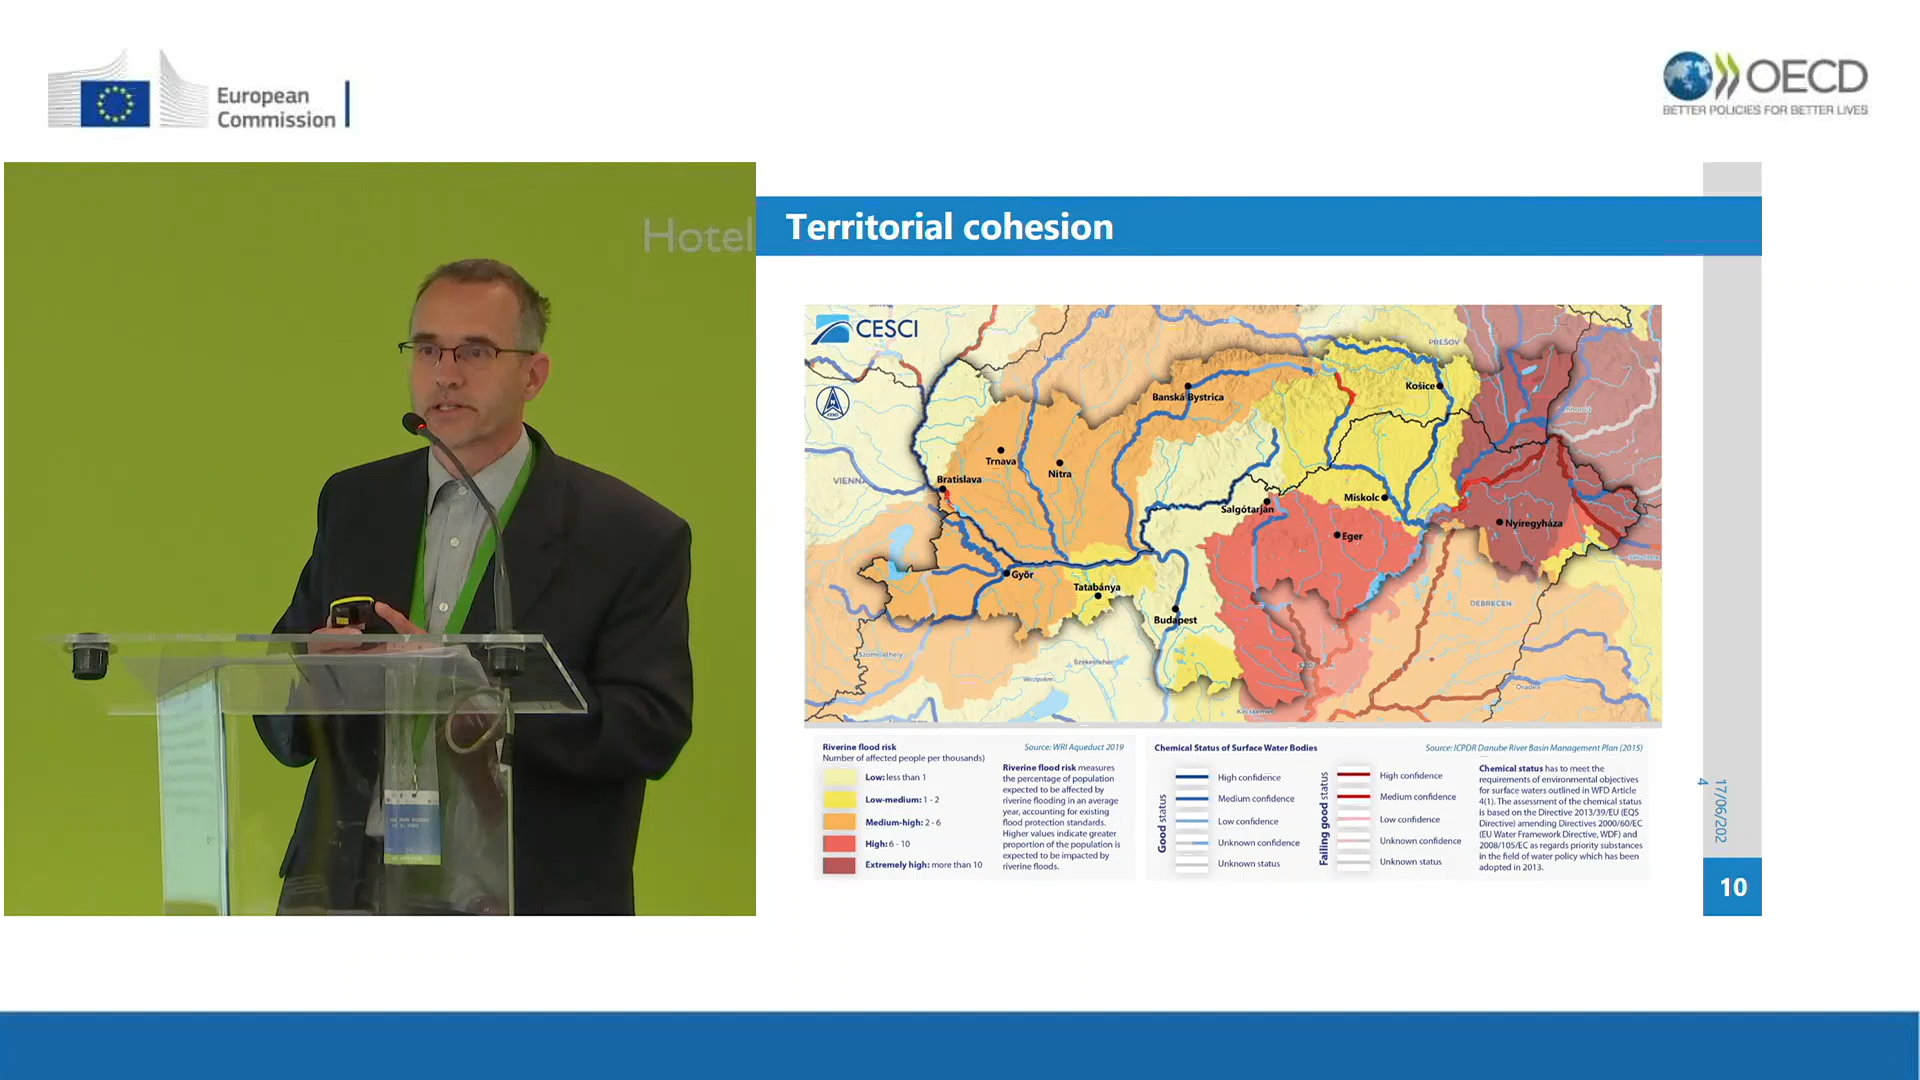 European
Commission
OECD
BETTER POLICIES FOR BETTER LIVES
Hotel
Territorial cohesion
CESCI
PREŠOV
Košice
Banská Bystrica
Trnava
Nitra
VIENNA
Bratislava
Miskolc
Salgótarján
Nyíregyháza
Eger
Győr
Tatabánya
DEBRECEN
Budapest
Szombathely
Veszprém
Oradea
Kecskemét
Riverine flood risk
Number of affected people per thousands)
Source: WRI Aqueduct 2019
Low: less than 1
Low-medium: 1 - 2
Medium-high: 2 - 6
High: 6 - 10
Extremely high: more than 10
Riverine flood risk measures
the percentage of population
expected to be affected by
riverine flooding in an average
year, accounting for existing
flood protection standards.
Higher values indicate greater
proportion of the population is
expected to be impacted by
riverine floods.
Chemical Status of Surface Water Bodies
Source: ICPDR Danube River Basin Management Plan (2015)
Good status
High confidence
Medium confidence
Low confidence
Unknown confidence
Unknown status
Failing good status
High confidence
Medium confidence
Low confidence
Unknown confidence
Unknown status
Chemical status has to meet the
requirements of environmental objectives
for surface waters outlined in WFD Article
4(1). The assessment of the chemical status
is based on the Directive 2013/39/EU (EQS
Directive) amending Directives 2000/60/EC
(EU Water Framework Directive, WDF) and
2008/105/EC as regards priority substances
in the field of water policy which has been
adopted in 2013.
17/06/202
4
10